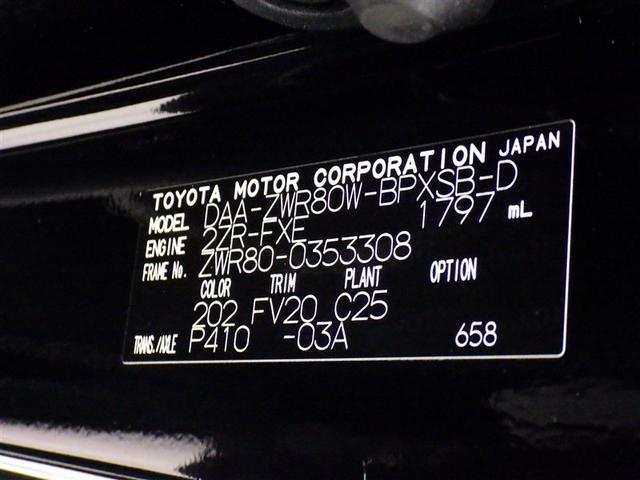 TOYOTA MOTOR CORPORATION JAPAN
MODEL DAA-ZWR80W-BPXSB-D
ENGINE 2ZR-FXE 1797 mL
FRAME No. ZWR80-0353308
COLOR TRIM PLANT OPTION
202 FV20 C25
TRANS./AXLE P410 -03A 658